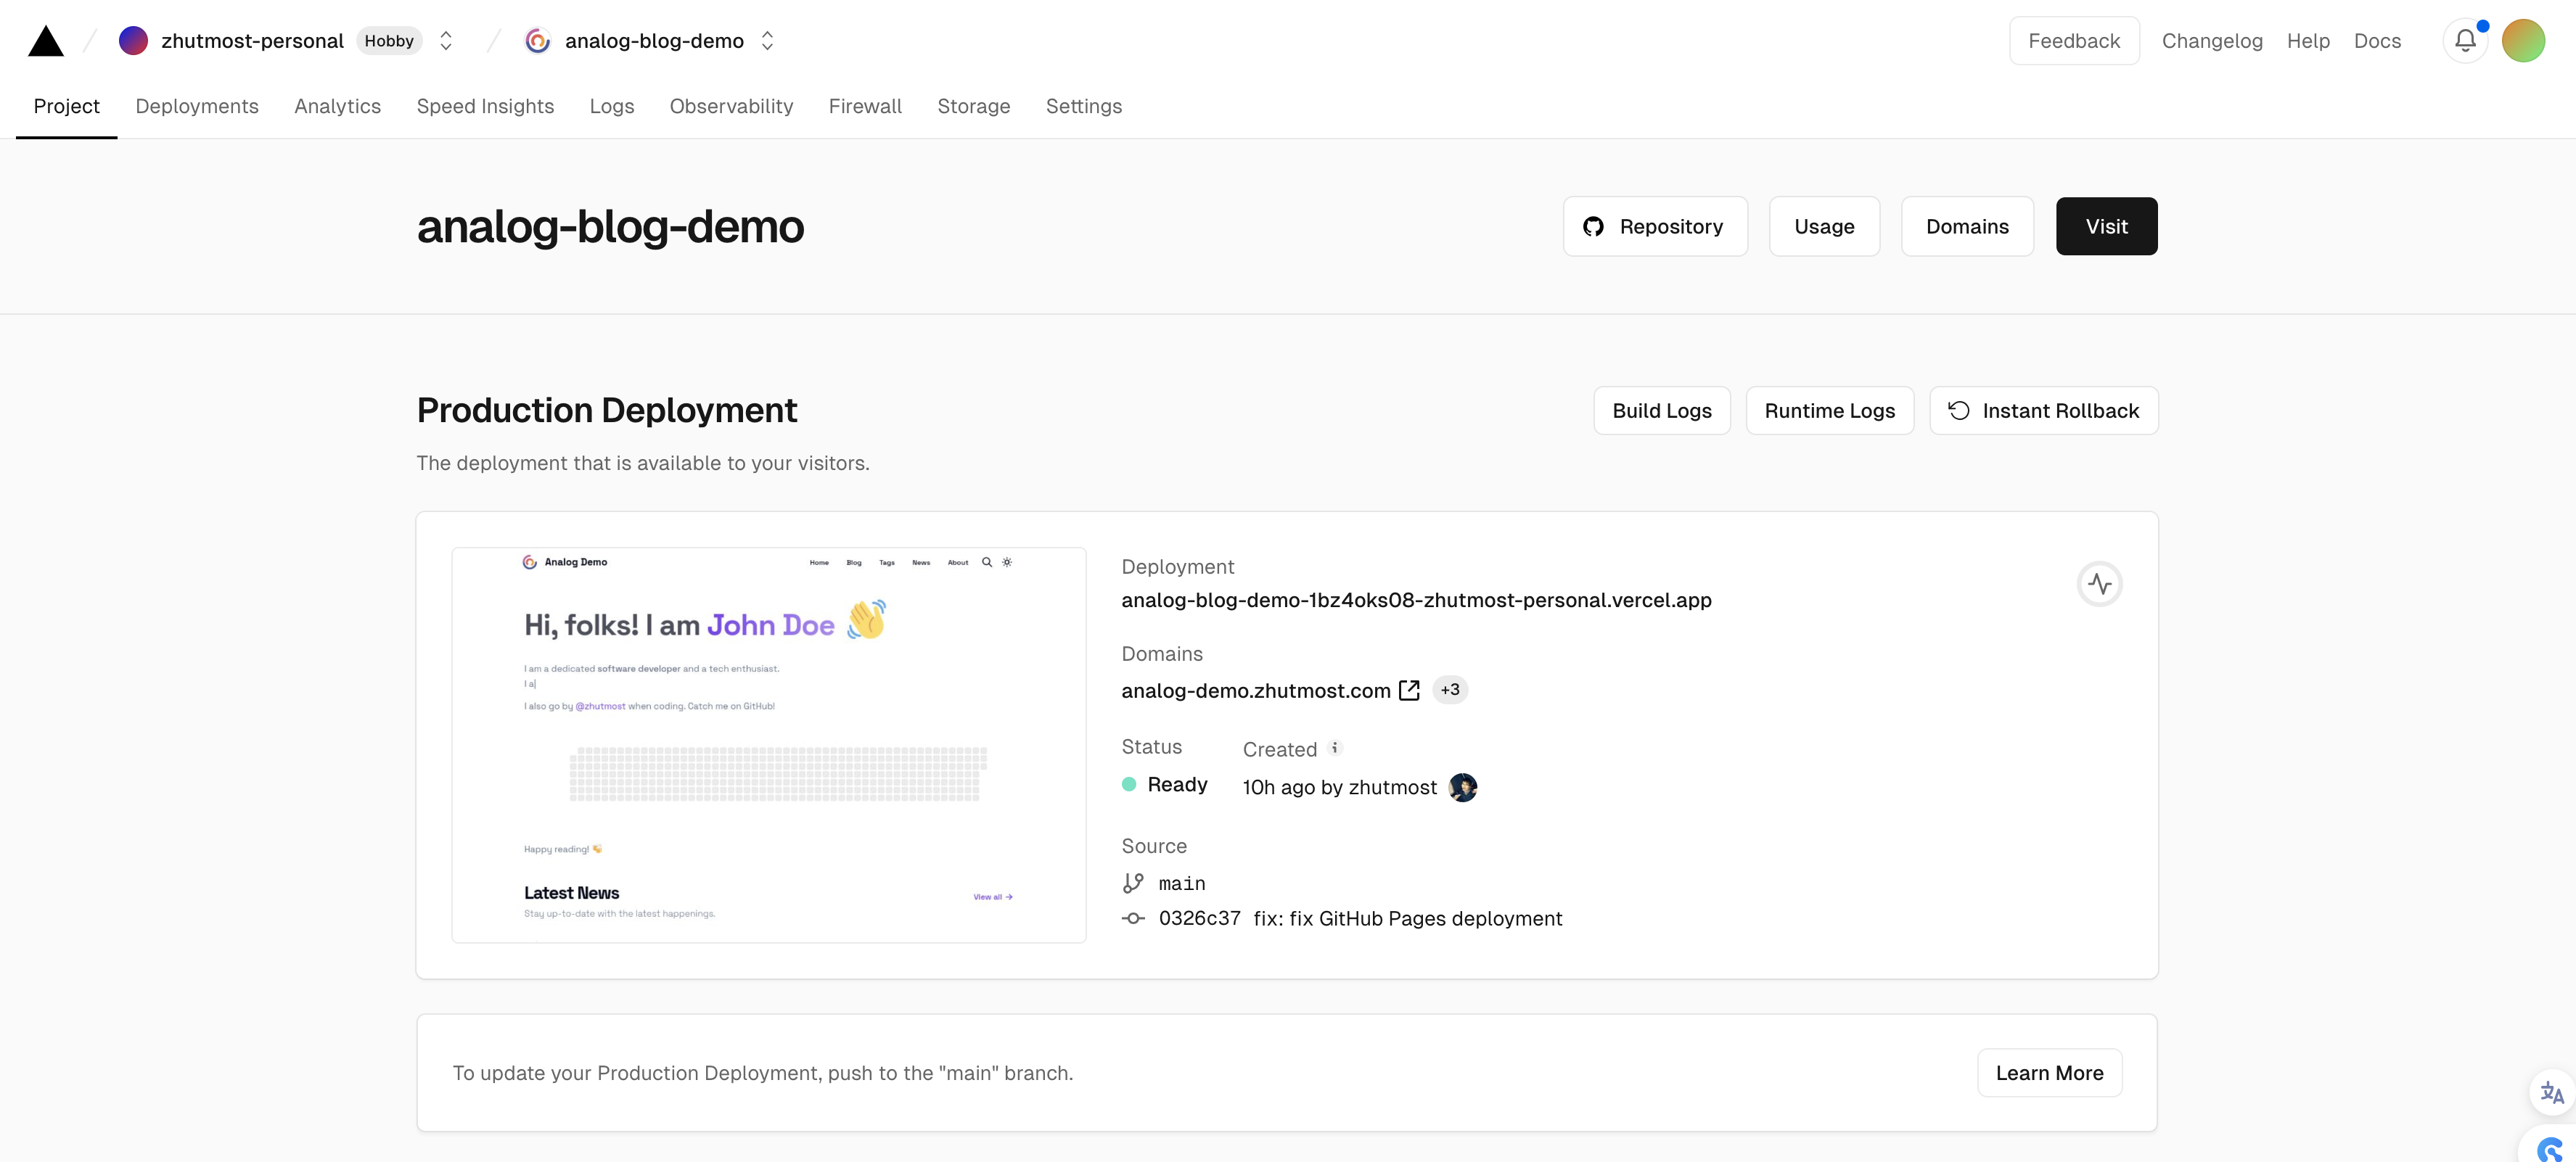 zhutmost-personal Hobby analog-blog-demo Feedback Changelog Help Docs
Project Deployments Analytics Speed Insights Logs Observability Firewall Storage Settings
analog-blog-demo Repository Usage Domains Visit
Production Deployment Build Logs Runtime Logs Instant Rollback
The deployment that is available to your visitors.
Analog Demo Home Blog Tags News About
Hi, folks! I am John Doe 👋
I am a dedicated software developer and a tech enthusiast.
I a|
I also go by @zhutmost when coding. Catch me on GitHub!
Happy reading! 👏
Latest News View all →
Stay up-to-date with the latest happenings.
Deployment
analog-blog-demo-1bz4oks08-zhutmost-personal.vercel.app
Domains
analog-demo.zhutmost.com +3
Status Created
Ready 10h ago by zhutmost
Source
main
0326c37 fix: fix GitHub Pages deployment
To update your Production Deployment, push to the "main" branch. Learn More